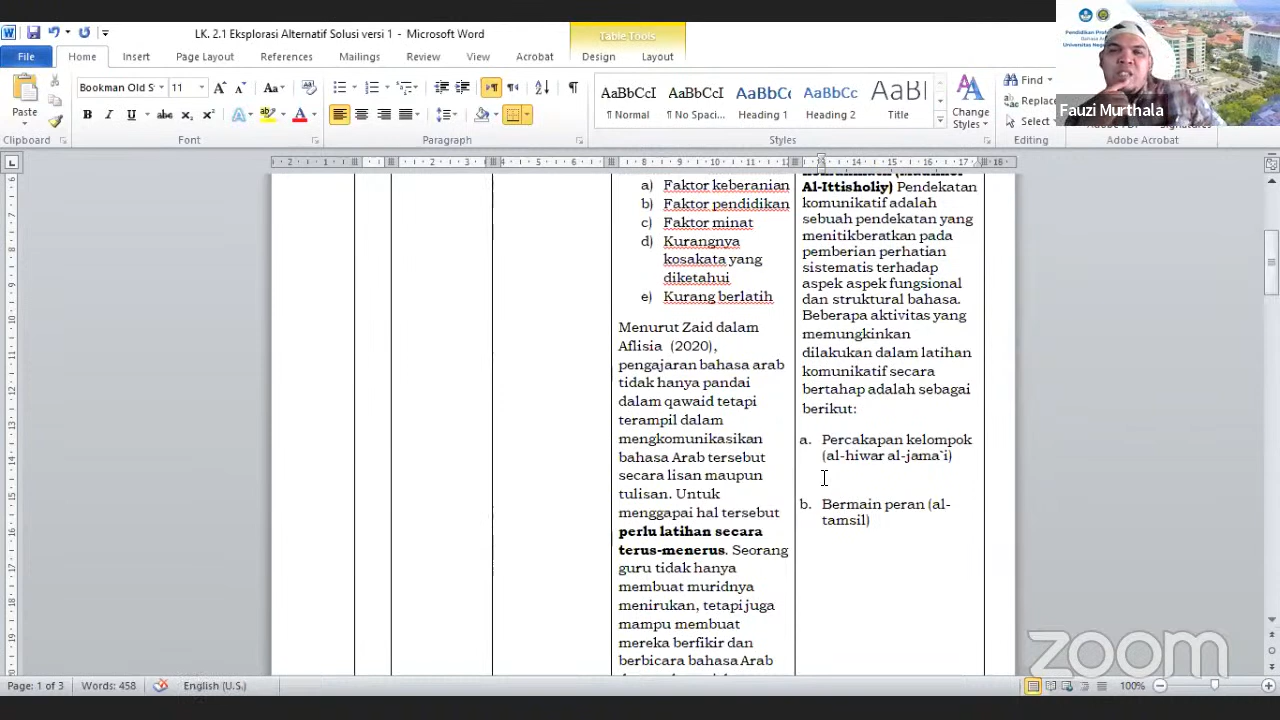 LK. 2.1 Eksplorasi Alternatif Solusi versi 1 - Microsoft Word
Table Tools
File
Home
Insert
Page Layout
References
Mailings
Review
View
Acrobat
Design
Layout
Paste
Clipboard
Bookman Old S
11
Font
Paragraph
AaBbCcI
¶ Normal
AaBbCcI
¶ No Spaci...
AaBbCc
Heading 1
AaBbCc
Heading 2
AaBl
Title
Change
Styles
Styles
Find
Replace
Select
Editing
Adobe Acrobat
Fauzi Murthala
a) Faktor keberanian
b) Faktor pendidikan
c) Faktor minat
d) Kurangnya
kosakata yang
diketahui
e) Kurang berlatih
Menurut Zaid dalam
Aflisia (2020),
pengajaran bahasa arab
tidak hanya pandai
dalam qawaid tetapi
terampil dalam
mengkomunikasikan
bahasa Arab tersebut
secara lisan maupun
tulisan. Untuk
menggapai hal tersebut
perlu latihan secara
terus-menerus. Seorang
guru tidak hanya
membuat muridnya
menirukan, tetapi juga
mampu membuat
mereka berfikir dan
berbicara bahasa Arab
Al-Ittisholiy) Pendekatan
komunikatif adalah
sebuah pendekatan yang
menitikberatkan pada
pemberian perhatian
sistematis terhadap
aspek aspek fungsional
dan struktural bahasa.
Beberapa aktivitas yang
memungkinkan
dilakukan dalam latihan
komunikatif secara
bertahap adalah sebagai
berikut:
a. Percakapan kelompok
(al-hiwar al-jama`i)
b. Bermain peran (al-
tamsil)
zoom
Page: 1 of 3
Words: 458
English (U.S.)
100%